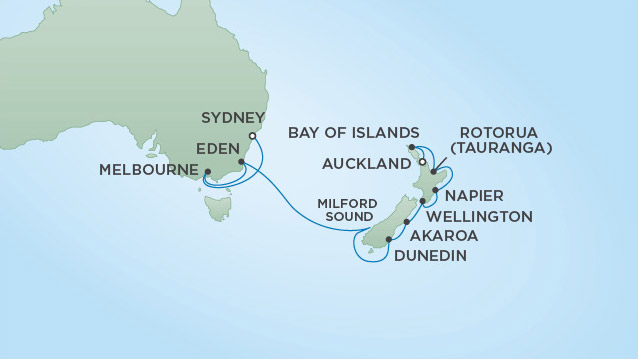 SYDNEY
EDEN
MELBOURNE
BAY OF ISLANDS
ROTORUA
(TAURANGA)
AUCKLAND
NAPIER
MILFORD
SOUND
WELLINGTON
AKAROA
DUNEDIN